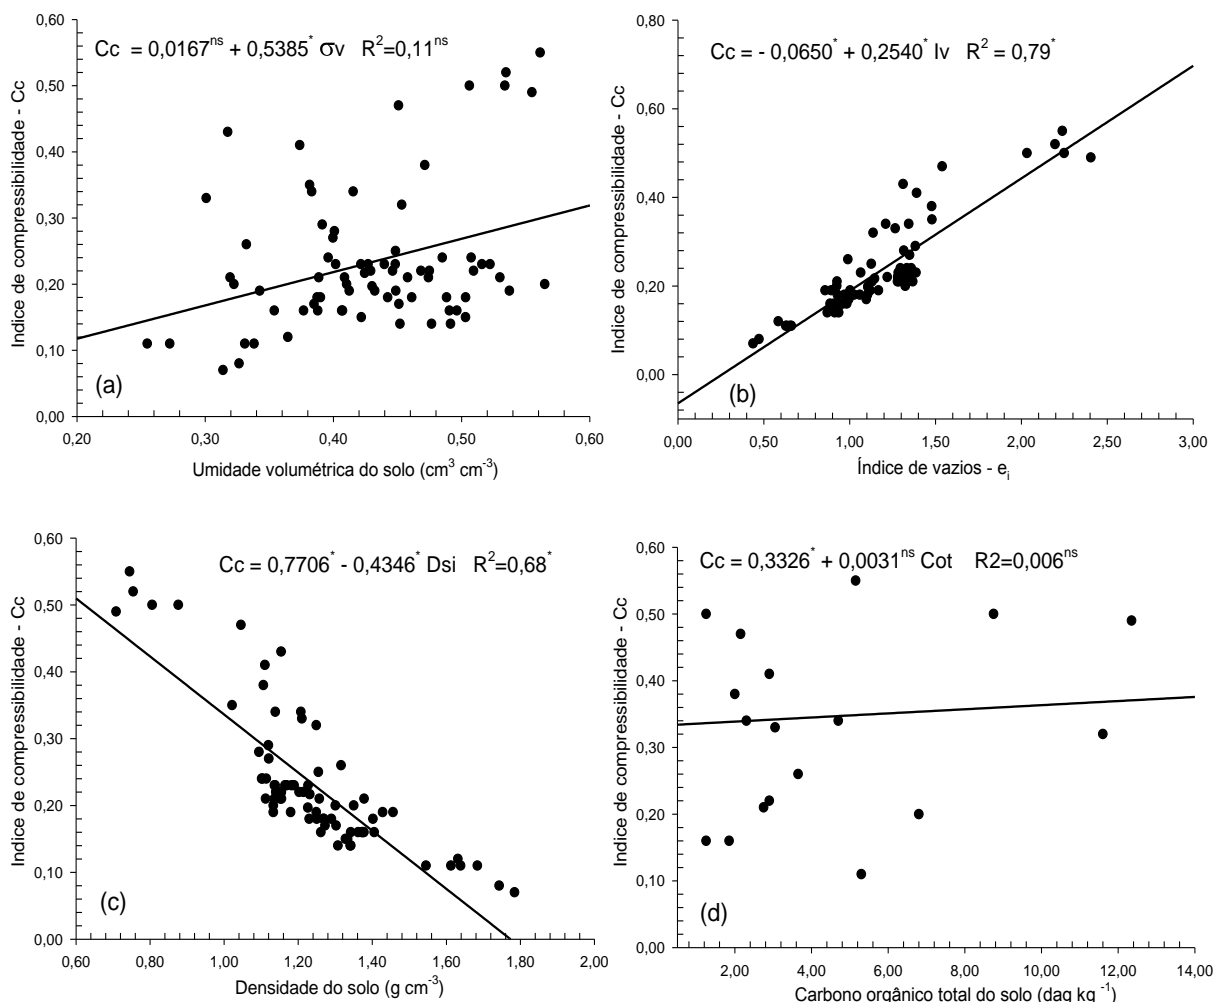 Cc = 0,0167ns + 0,5385* σv R2=0,11ns
Indice de compressibilidade - Cc
0,60
0,50
0,40
0,30
0,20
0,10
0,00
(a)
0,20 0,30 0,40 0,50 0,60
Umidade volumétrica do solo (cm3 cm-3)
Cc = - 0,0650* + 0,2540* Iv R2 = 0,79*
Indice de compressibilidade - Cc
0,80
0,60
0,40
0,20
0,00
(b)
0,00 0,50 1,00 1,50 2,00 2,50 3,00
Índice de vazios - ei
Cc = 0,7706* - 0,4346* Dsi R2=0,68*
Indice de compressibilidade - Cc
0,60
0,50
0,40
0,30
0,20
0,10
0,00
(c)
0,60 0,80 1,00 1,20 1,40 1,60 1,80 2,00
Densidade do solo (g cm-3)
Cc = 0,3326* + 0,0031ns Cot R2=0,006ns
Indice de compressibilidade - Cc
0,60
0,50
0,40
0,30
0,20
0,10
0,00
(d)
2,00 4,00 6,00 8,00 10,00 12,00 14,00
Carbono orgânico total do solo (dag kg -1)